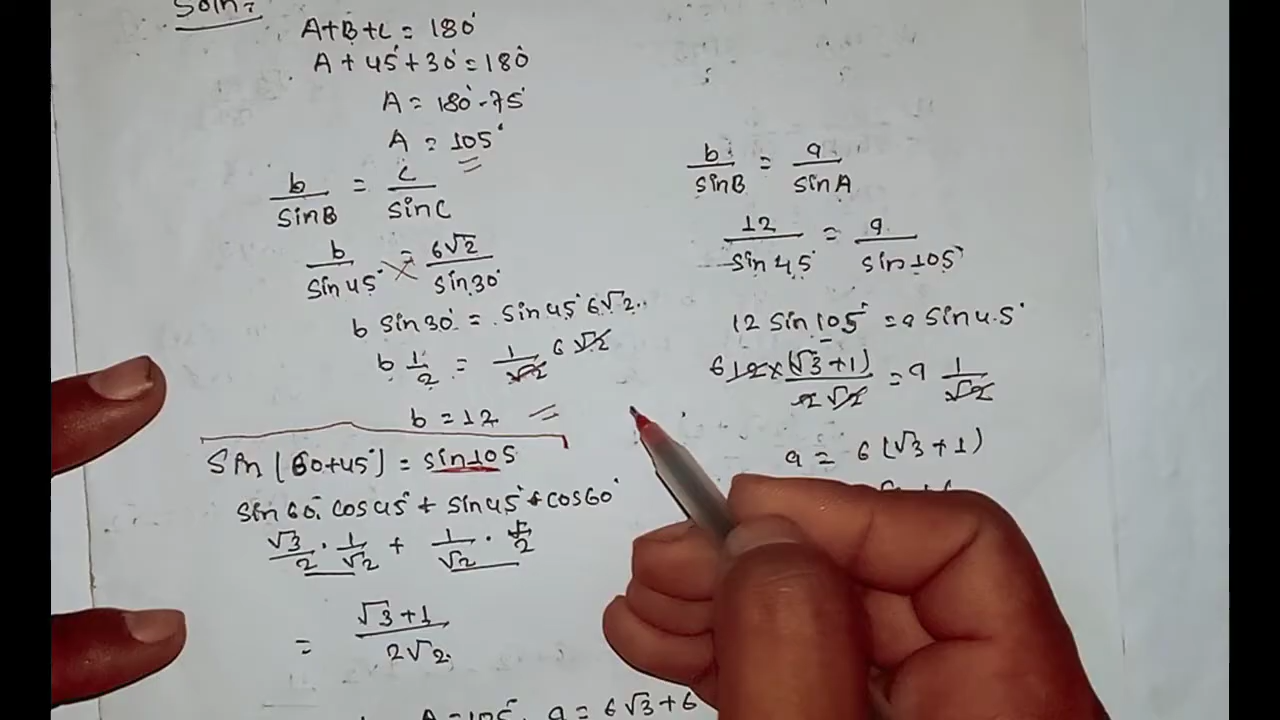 Soln:
A+B+C = 180°
A + 45° + 30° = 180°
A = 180° - 75°
A = 105°
b/sinB = c/sinC
b/sin45° = 6√2/sin30°
b sin30° = sin45° 6√2
b 1/2 = 1/√2 6√2
b = 12
sin(60+45°) = sin105
sin60. cos45° + sin45° + cos60°
√3/2 . 1/√2 + 1/√2 . 1/2
= √3+1/2√2
A = 105°, a = 6√3+6
b/sinB = a/sinA
12/sin45° = a/sin105°
12 sin105° = a sin45°
6 12×(√3+1)/2√2 = a 1/√2
a = 6(√3+1)